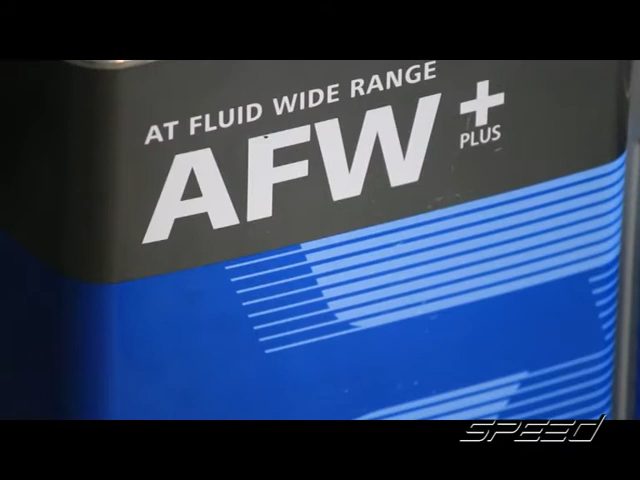 AT FLUID WIDE RANGE
AFW+
PLUS
SPEED